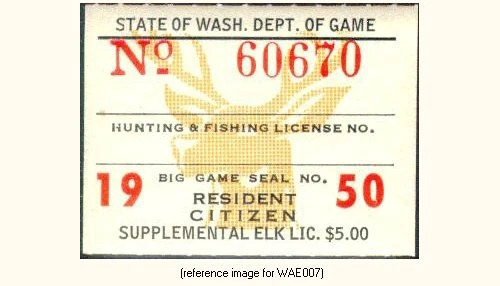 STATE OF WASH. DEPT. OF GAME
No 60670
HUNTING & FISHING LICENSE NO.
BIG GAME SEAL NO.
19 50
RESIDENT
CITIZEN
SUPPLEMENTAL ELK LIC. $5.00
(reference image for WAE007)